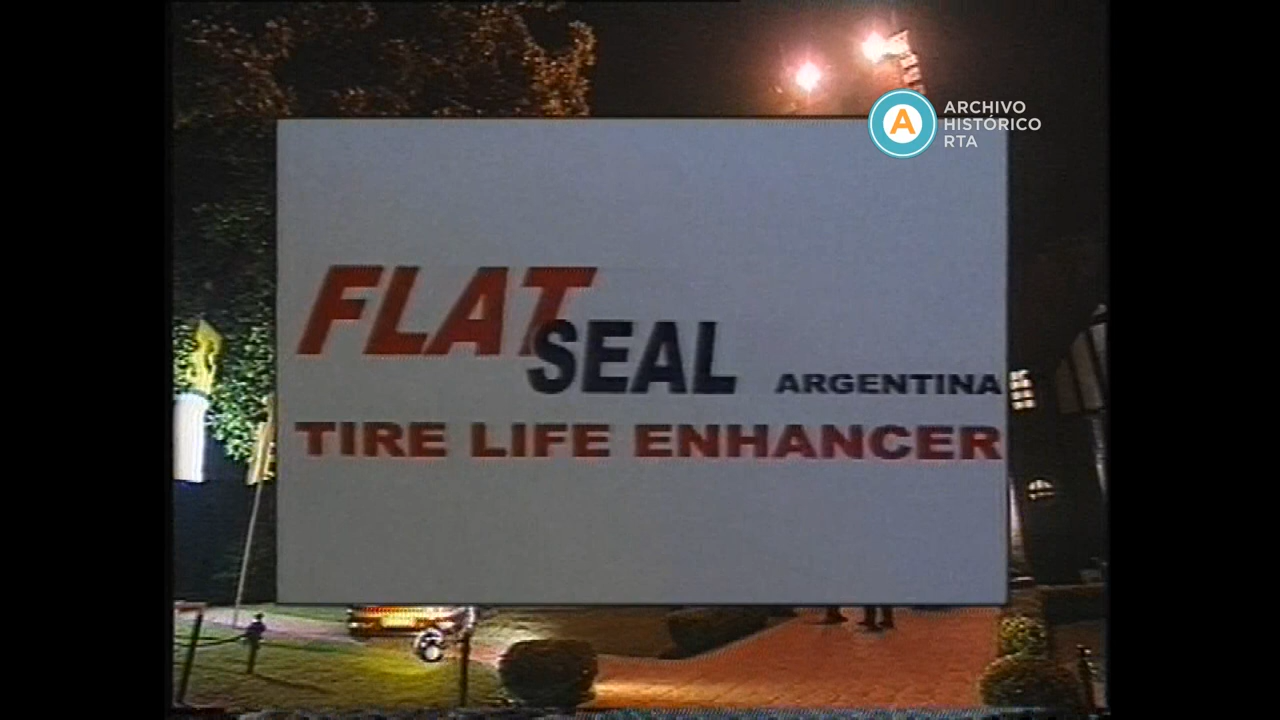 A
ARCHIVO
HISTÓRICO
RTA
FLAT
SEAL ARGENTINA
TIRE LIFE ENHANCER